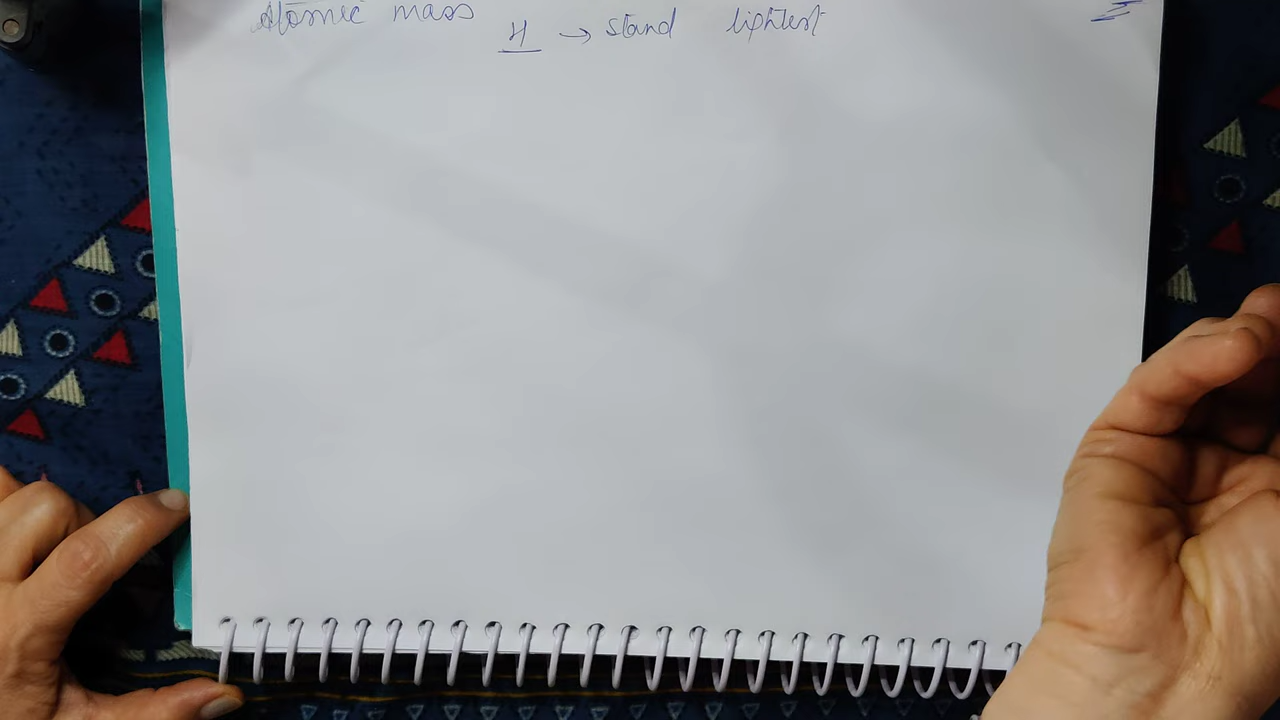 Atomic mass
H → stand lightest